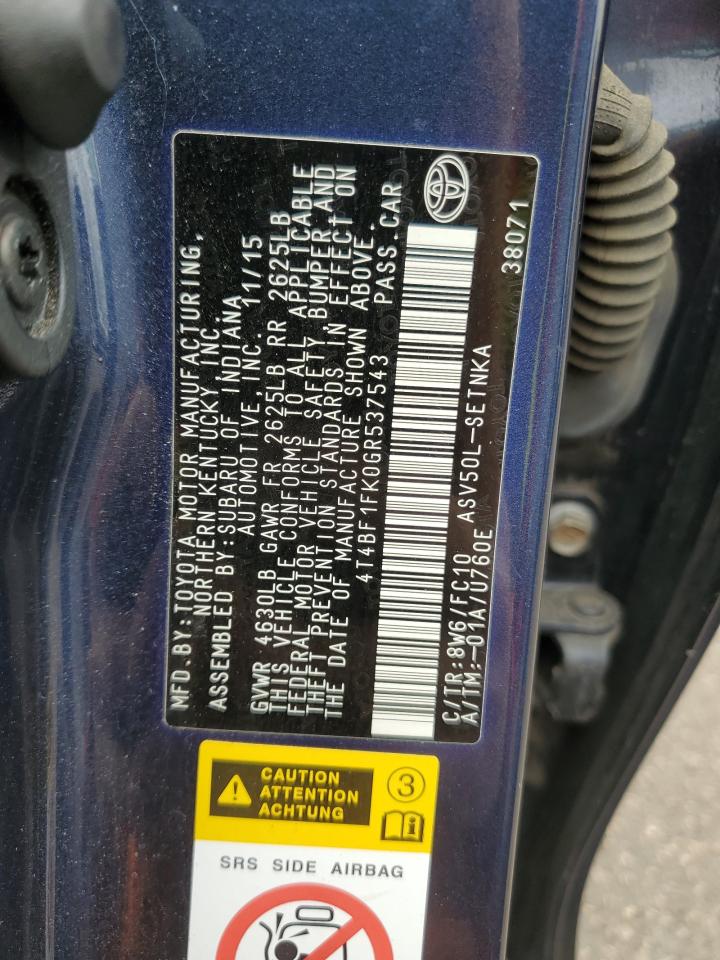 MFD.BY:TOYOTA MOTOR MANUFACTURING,
NORTHERN KENTUCKY INC.
ASSEMBLED BY:SUBARU OF INDIANA
AUTOMOTIVE, INC. 11/15
GVWR 4630LB GAWR FR 2625LB RR 2625LB
THIS VEHICLE CONFORMS TO ALL APPLICABLE
FEDERAL MOTOR VEHICLE SAFETY, BUMPER AND
THEFT PREVENTION STANDARDS IN EFFECT ON
THE DATE OF MANUFACTURE SHOWN ABOVE.
4T4BF1FK0GR537543 PASS.CAR
C/TR:8W6/FC10 ASV50L-SETNKA
A/TM:-01A/U760E 38071
CAUTION
ATTENTION
ACHTUNG
3
SRS SIDE AIRBAG